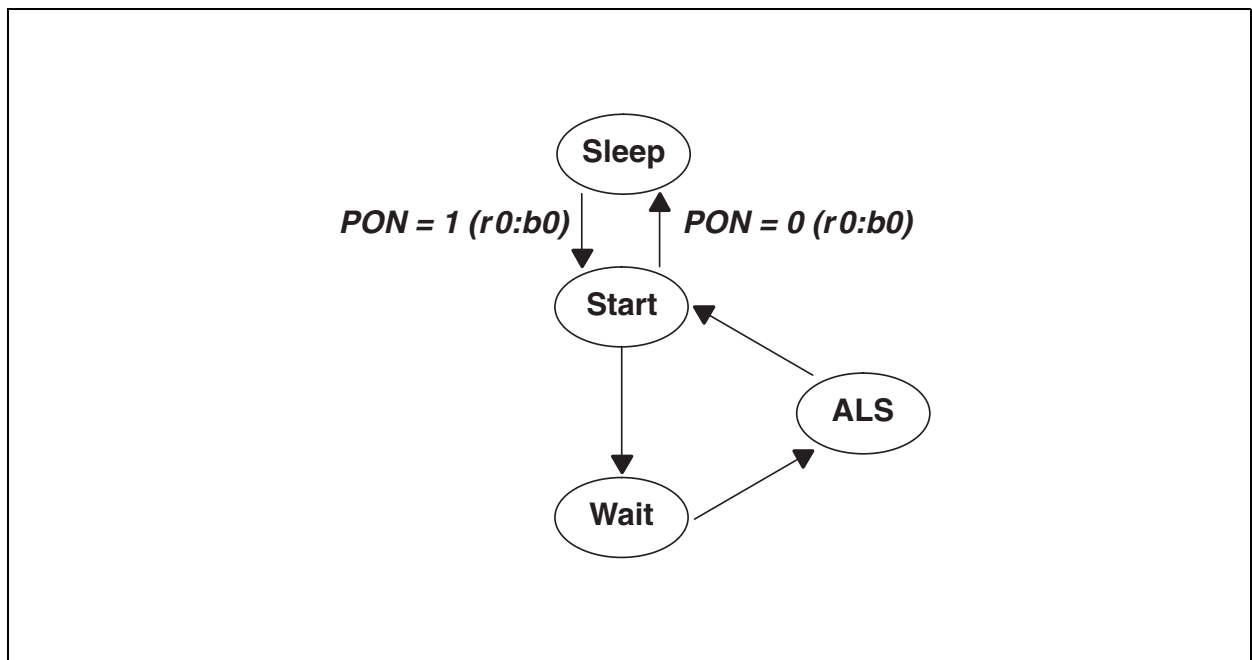 Sleep
PON = 1 (r0:b0)
PON = 0 (r0:b0)
Start
ALS
Wait